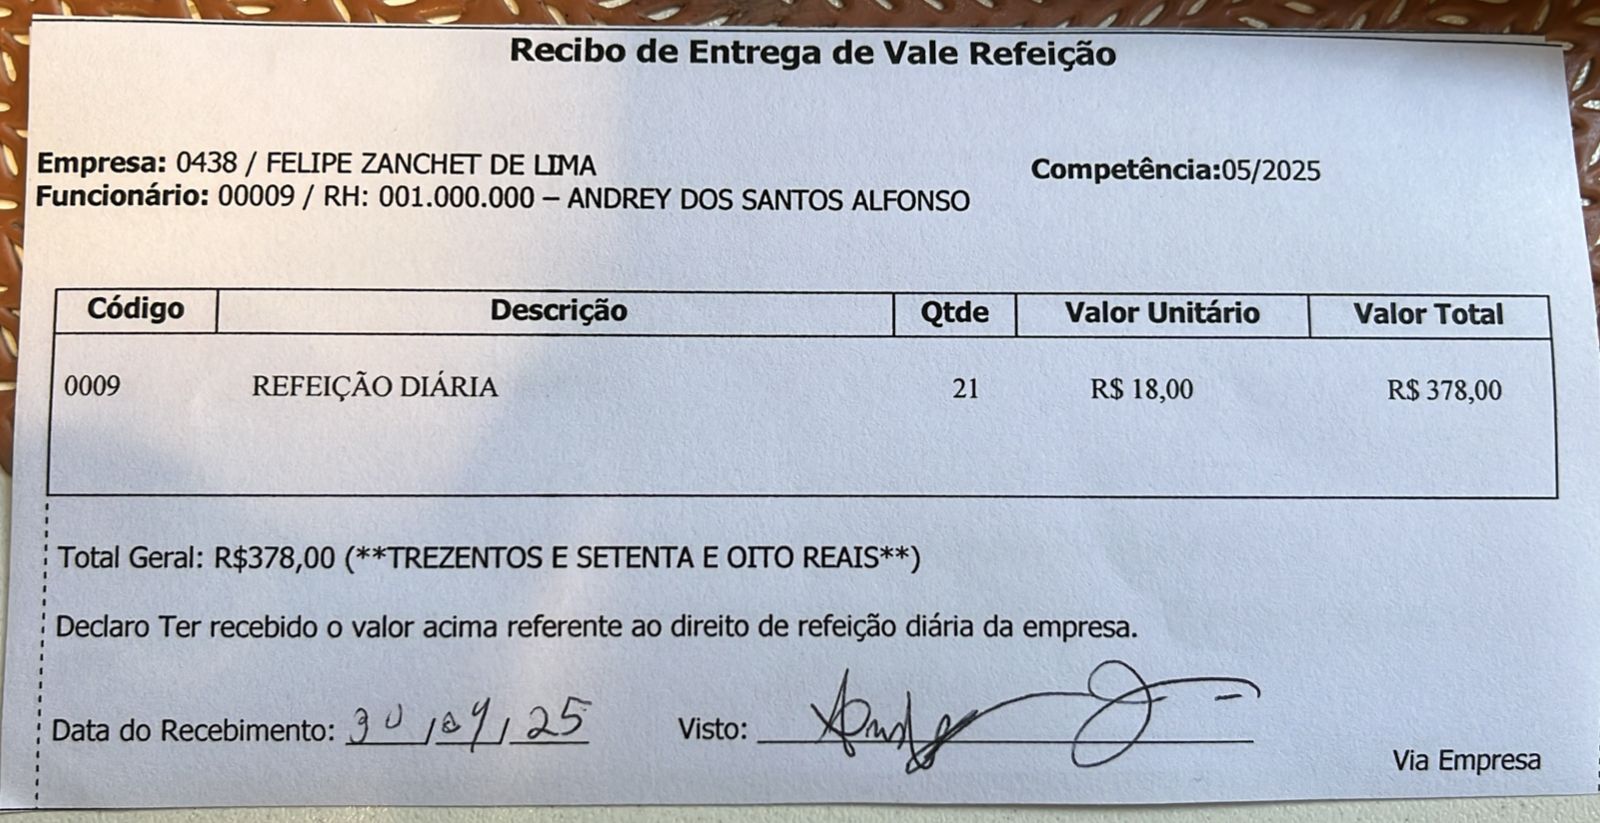 Recibo de Entrega de Vale Refeição
Empresa: 0438 / FELIPE ZANCHET DE LIMA
Competência:05/2025
Funcionário: 00009 / RH: 001.000.000 – ANDREY DOS SANTOS ALFONSO
Código Descrição Qtde Valor Unitário Valor Total
0009 REFEIÇÃO DIÁRIA 21 R$ 18,00 R$ 378,00
Total Geral: R$378,00 (**TREZENTOS E SETENTA E OITO REAIS**)
Declaro Ter recebido o valor acima referente ao direito de refeição diária da empresa.
Data do Recebimento: 30/04/25 Visto:
Via Empresa